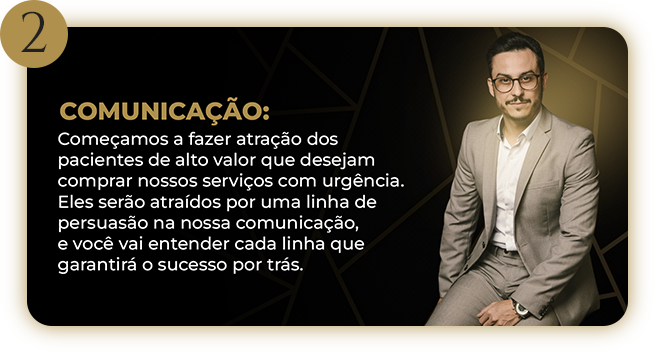 2
COMUNICAÇÃO:
Começamos a fazer atração dos
pacientes de alto valor que desejam
comprar nossos serviços com urgência.
Eles serão atraídos por uma linha de
persuasão na nossa comunicação,
e você vai entender cada linha que
garantirá o sucesso por trás.